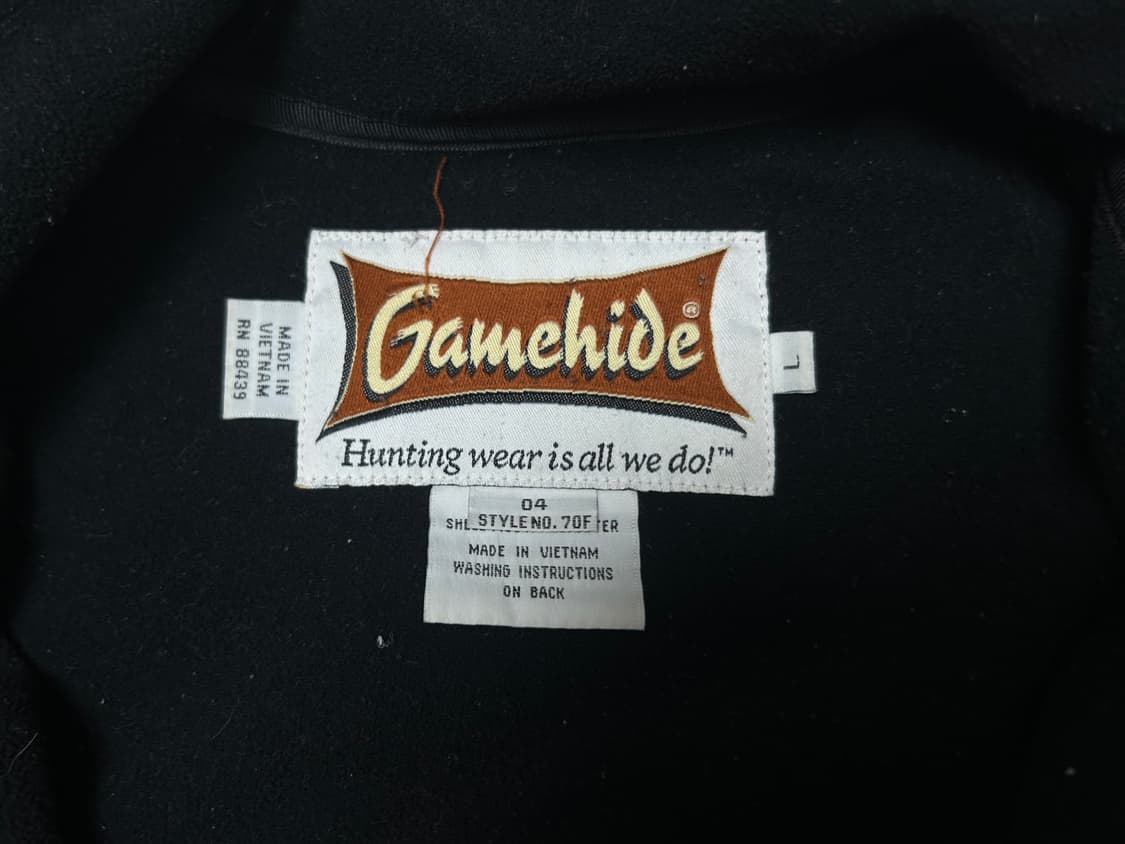 Gamehide®
Hunting wear is all we do!™
MADE IN
VIETNAM
RN 88439
L
04
STYLE NO. 70F
MADE IN VIETNAM
WASHING INSTRUCTIONS
ON BACK